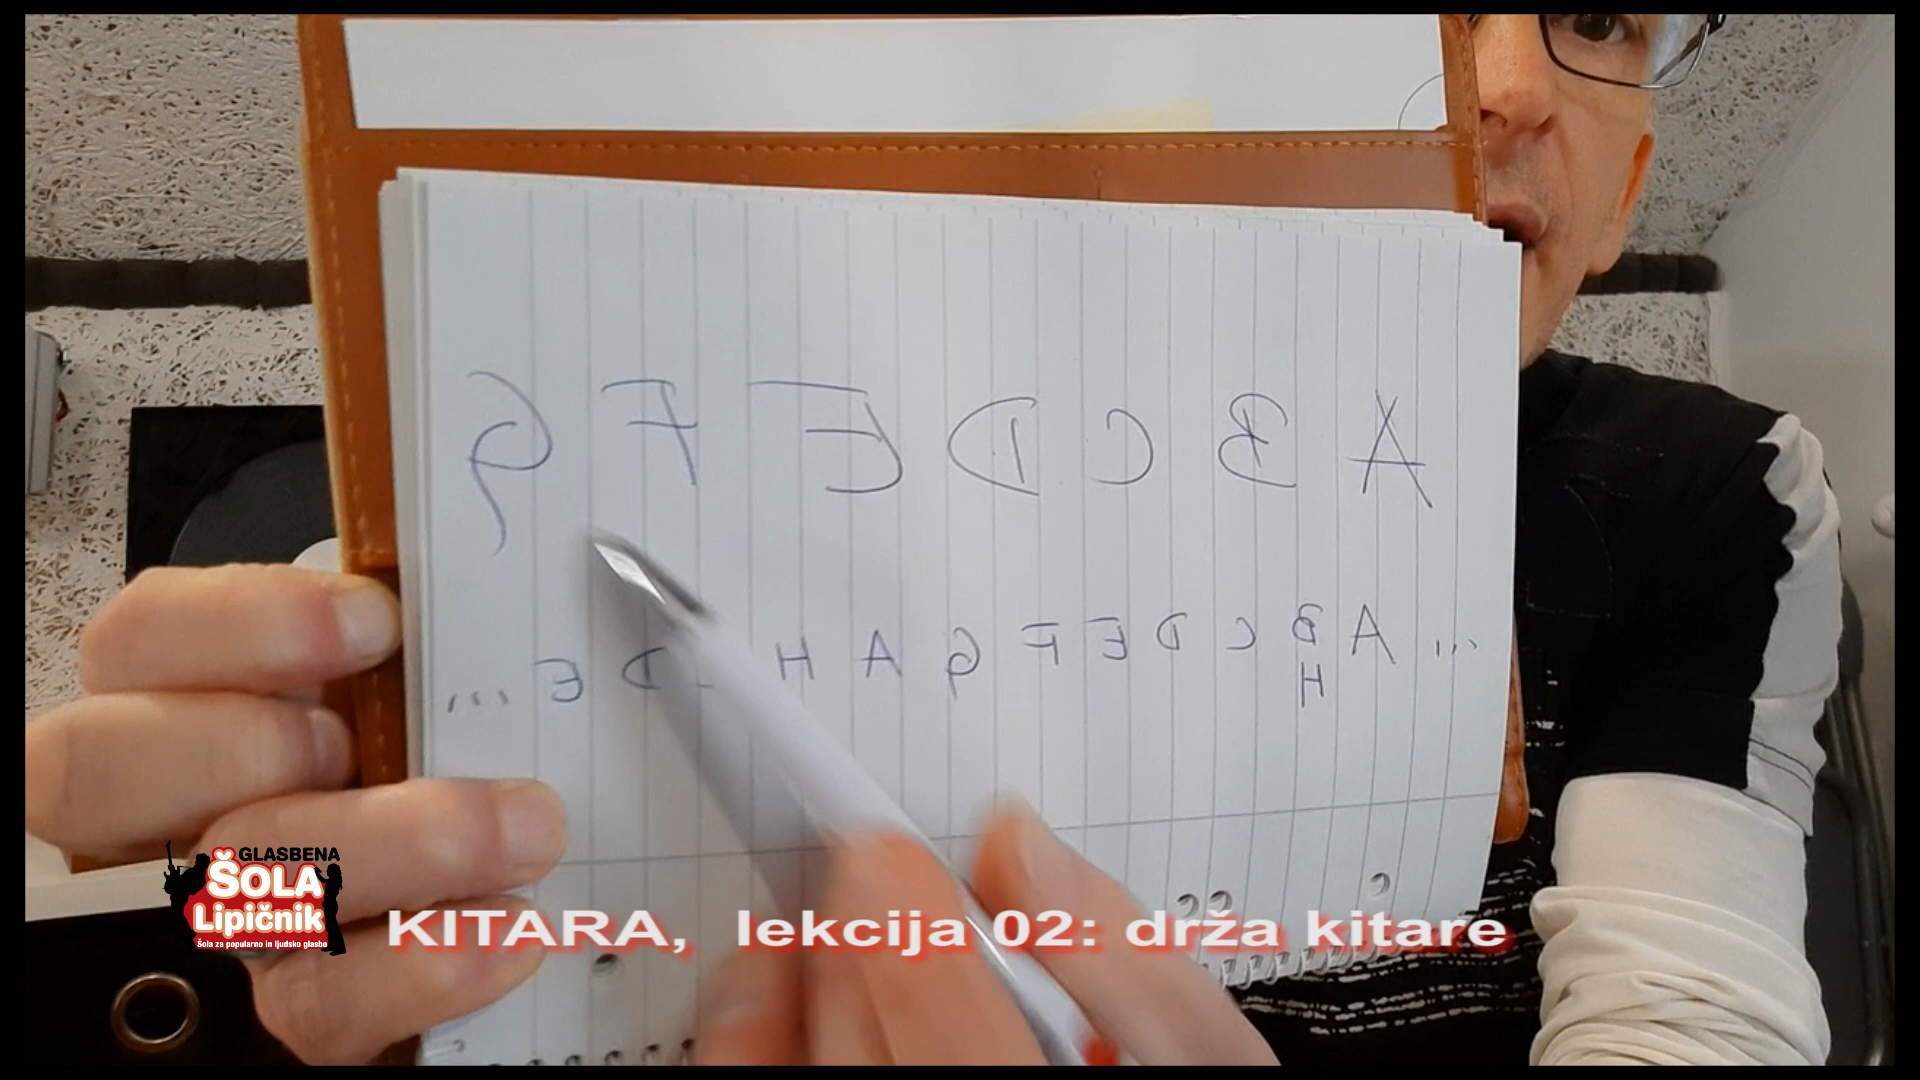 A B C D E F G
... A B C D E F G A H D E ...
H
GLASBENA
ŠOLA
Lipičnik
Šola za popularno in ljudsko glasbo
KITARA, lekcija 02: drža kitare